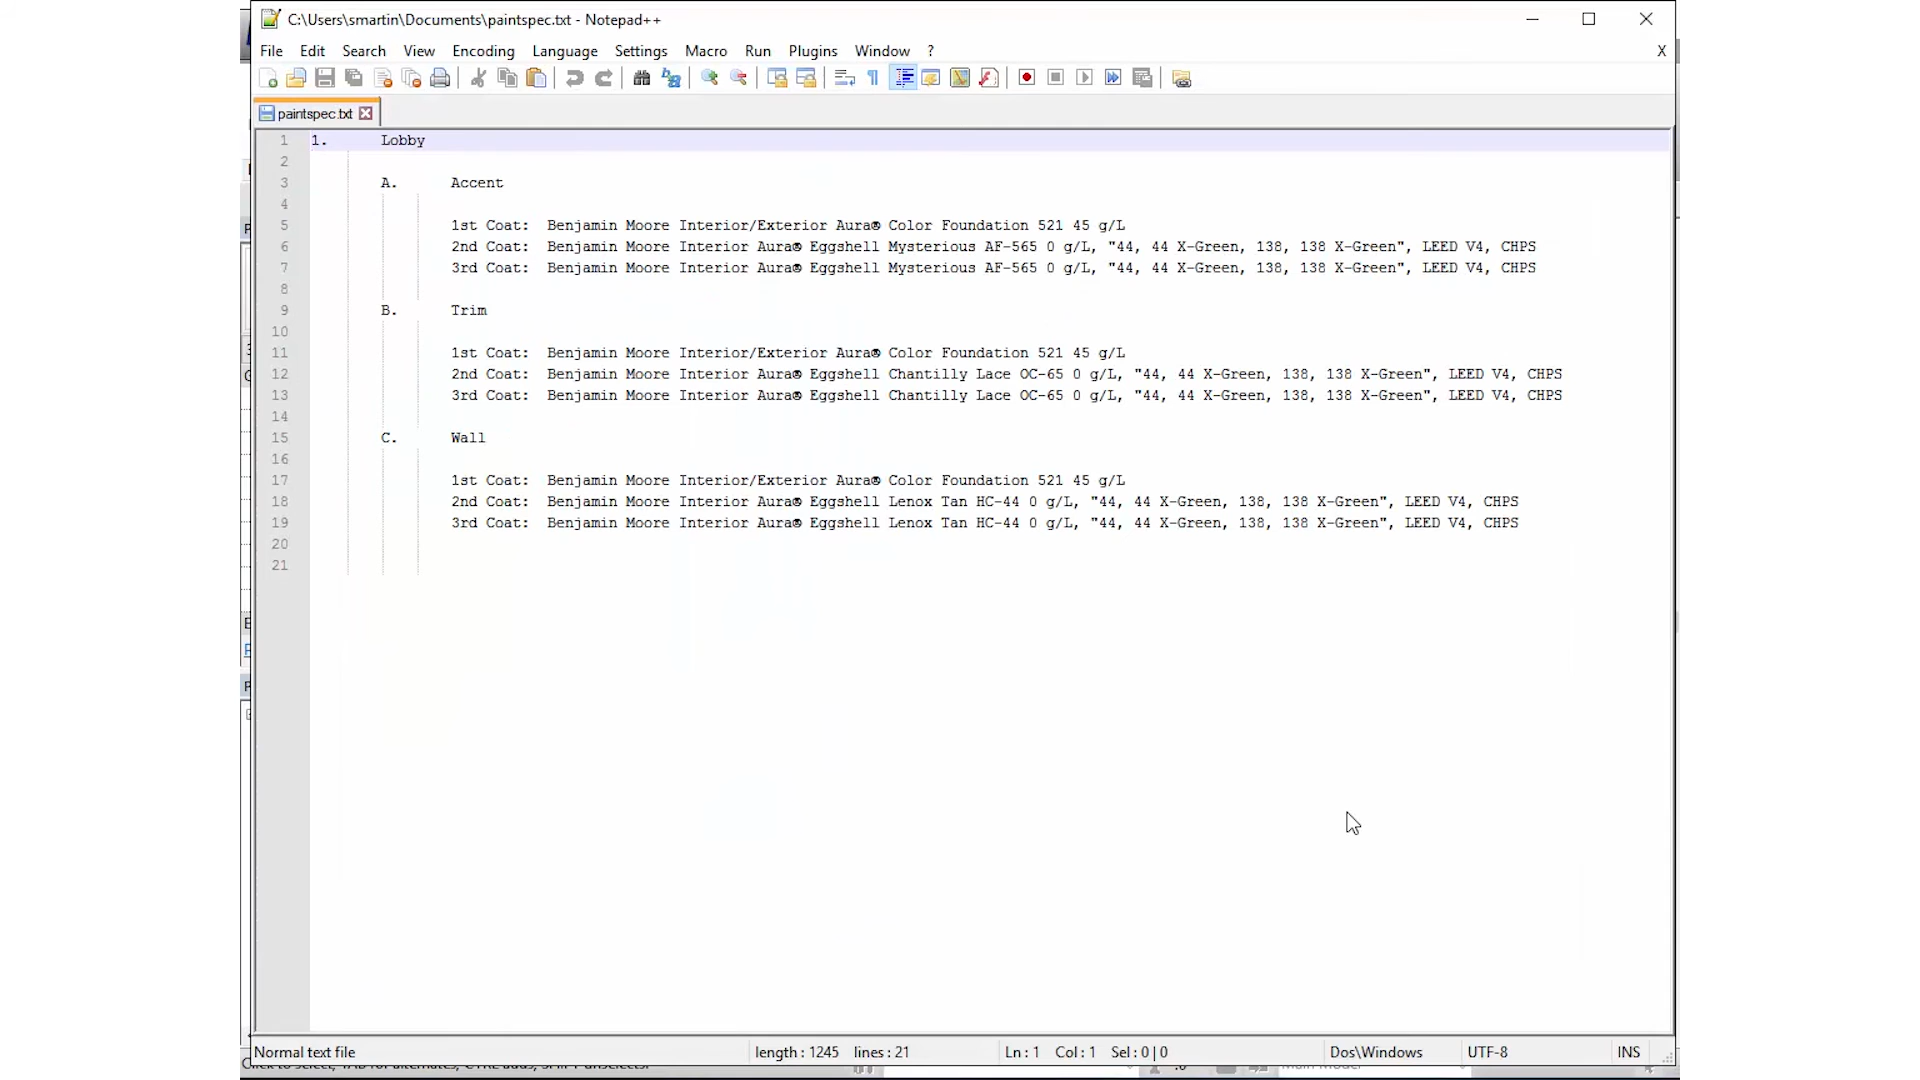 C:\Users\smartin\Documents\paintspec.txt - Notepad++
File Edit Search View Encoding Language Settings Macro Run Plugins Window ? X
paintspec.txt
1 1. Lobby
2
3 A. Accent
4
5 1st Coat: Benjamin Moore Interior/Exterior Aura® Color Foundation 521 45 g/L
6 2nd Coat: Benjamin Moore Interior Aura® Eggshell Mysterious AF-565 0 g/L, "44, 44 X-Green, 138, 138 X-Green", LEED V4, CHPS
7 3rd Coat: Benjamin Moore Interior Aura® Eggshell Mysterious AF-565 0 g/L, "44, 44 X-Green, 138, 138 X-Green", LEED V4, CHPS
8
9 B. Trim
10
11 1st Coat: Benjamin Moore Interior/Exterior Aura® Color Foundation 521 45 g/L
12 2nd Coat: Benjamin Moore Interior Aura® Eggshell Chantilly Lace OC-65 0 g/L, "44, 44 X-Green, 138, 138 X-Green", LEED V4, CHPS
13 3rd Coat: Benjamin Moore Interior Aura® Eggshell Chantilly Lace OC-65 0 g/L, "44, 44 X-Green, 138, 138 X-Green", LEED V4, CHPS
14
15 C. Wall
16
17 1st Coat: Benjamin Moore Interior/Exterior Aura® Color Foundation 521 45 g/L
18 2nd Coat: Benjamin Moore Interior Aura® Eggshell Lenox Tan HC-44 0 g/L, "44, 44 X-Green, 138, 138 X-Green", LEED V4, CHPS
19 3rd Coat: Benjamin Moore Interior Aura® Eggshell Lenox Tan HC-44 0 g/L, "44, 44 X-Green, 138, 138 X-Green", LEED V4, CHPS
20
21
Normal text file length : 1245 lines : 21 Ln : 1 Col : 1 Sel : 0 | 0 Dos\Windows UTF-8 INS